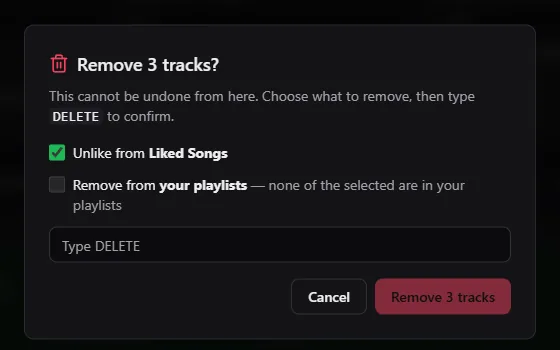 Remove 3 tracks?
This cannot be undone from here. Choose what to remove, then type
DELETE to confirm.
Unlike from Liked Songs
Remove from your playlists — none of the selected are in your
playlists
Type DELETE
Cancel
Remove 3 tracks